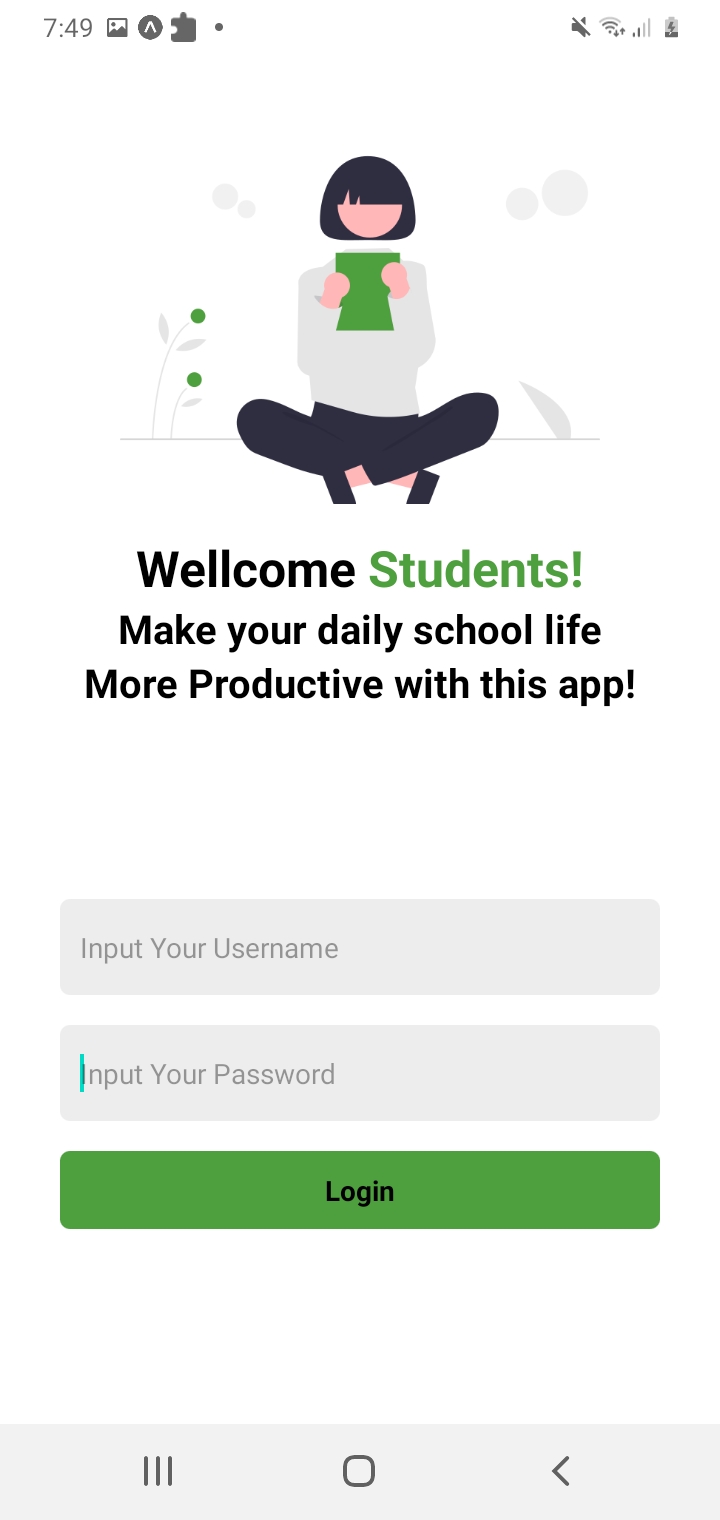 7:49
Wellcome Students!
Make your daily school life
More Productive with this app!
Input Your Username
Input Your Password
Login